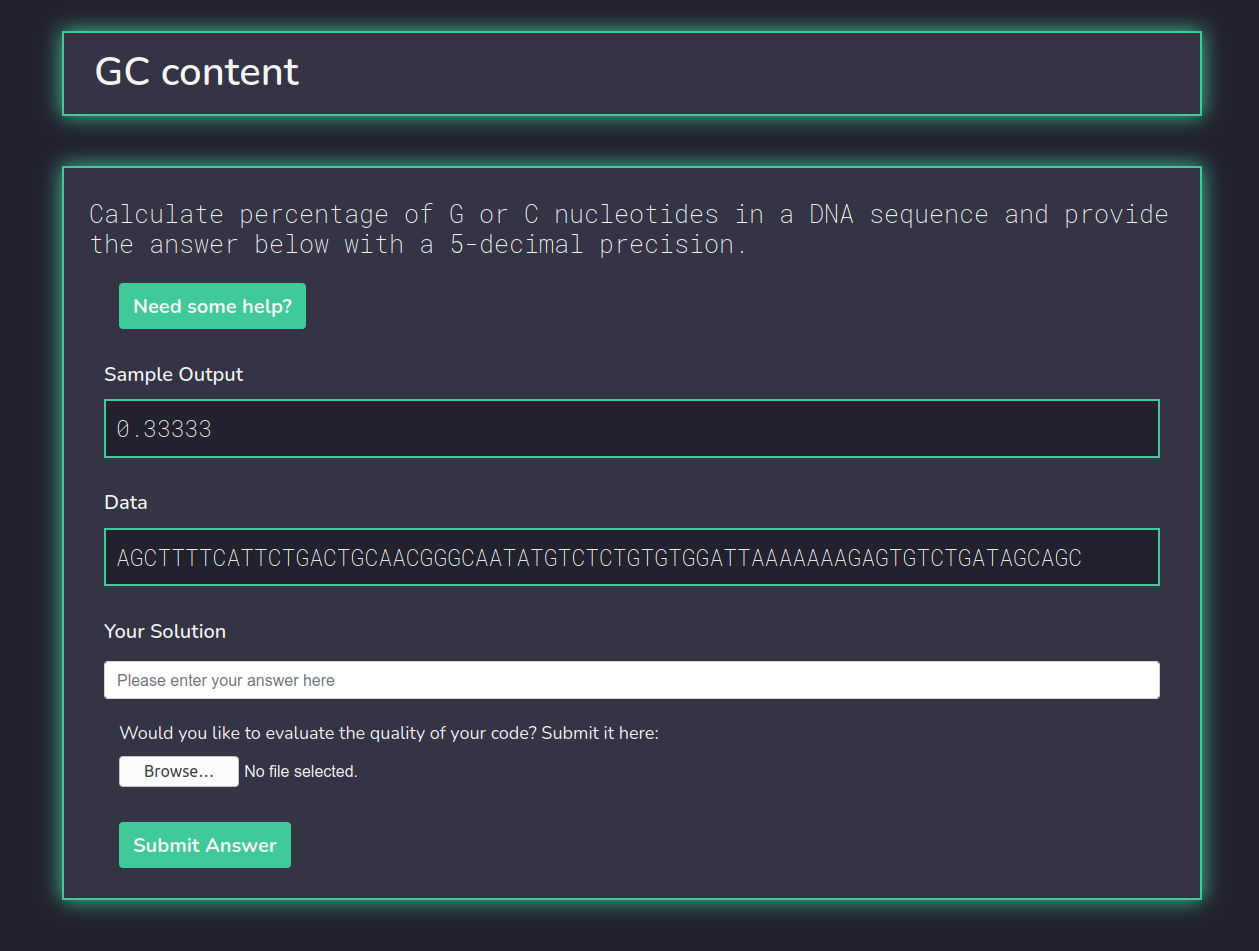 GC content
Calculate percentage of G or C nucleotides in a DNA sequence and provide
the answer below with a 5-decimal precision.
Need some help?
Sample Output
0.33333
Data
AGCTTTTCATTCTGACTGCAACGGGCAATATGTCTCTGTGTGGATTAAAAAAAGAGTGTCTGATAGCAGC
Your Solution
Please enter your answer here
Would you like to evaluate the quality of your code? Submit it here:
Browse... No file selected.
Submit Answer